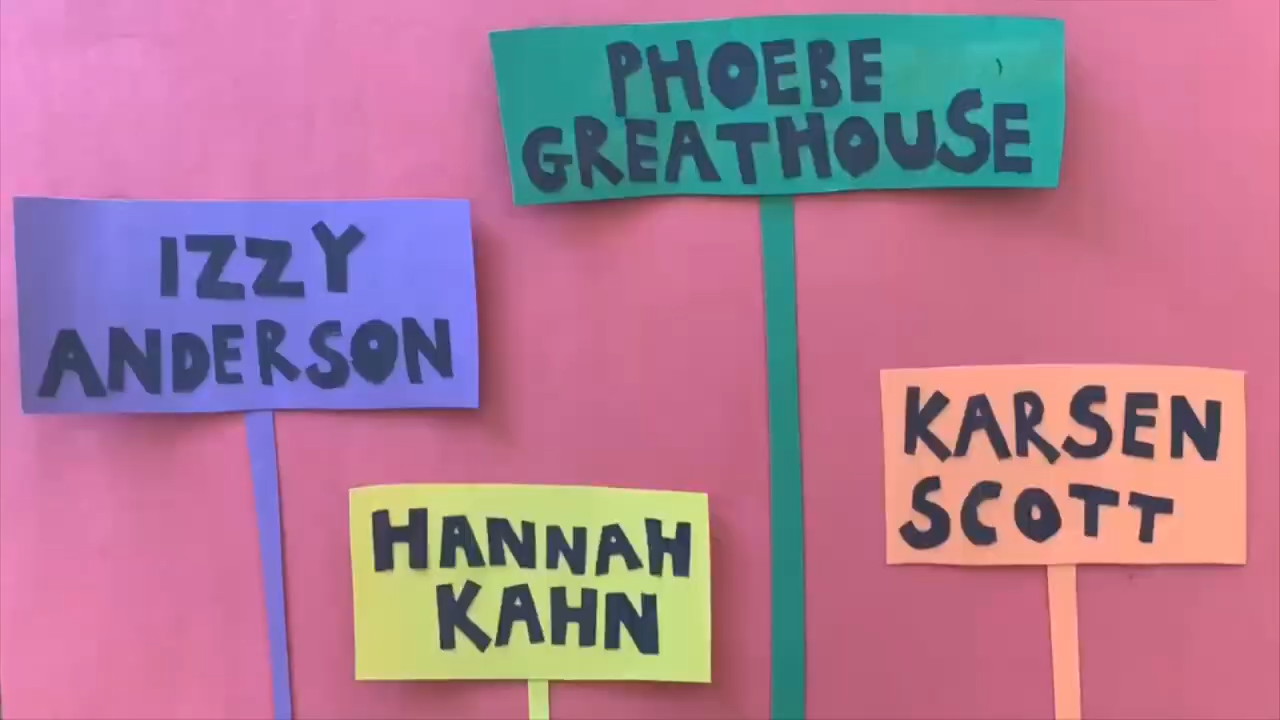 PHOEBE
GREATHOUSE
IZZY
ANDERSON
KARSEN
SCOTT
HANNAH
KAHN